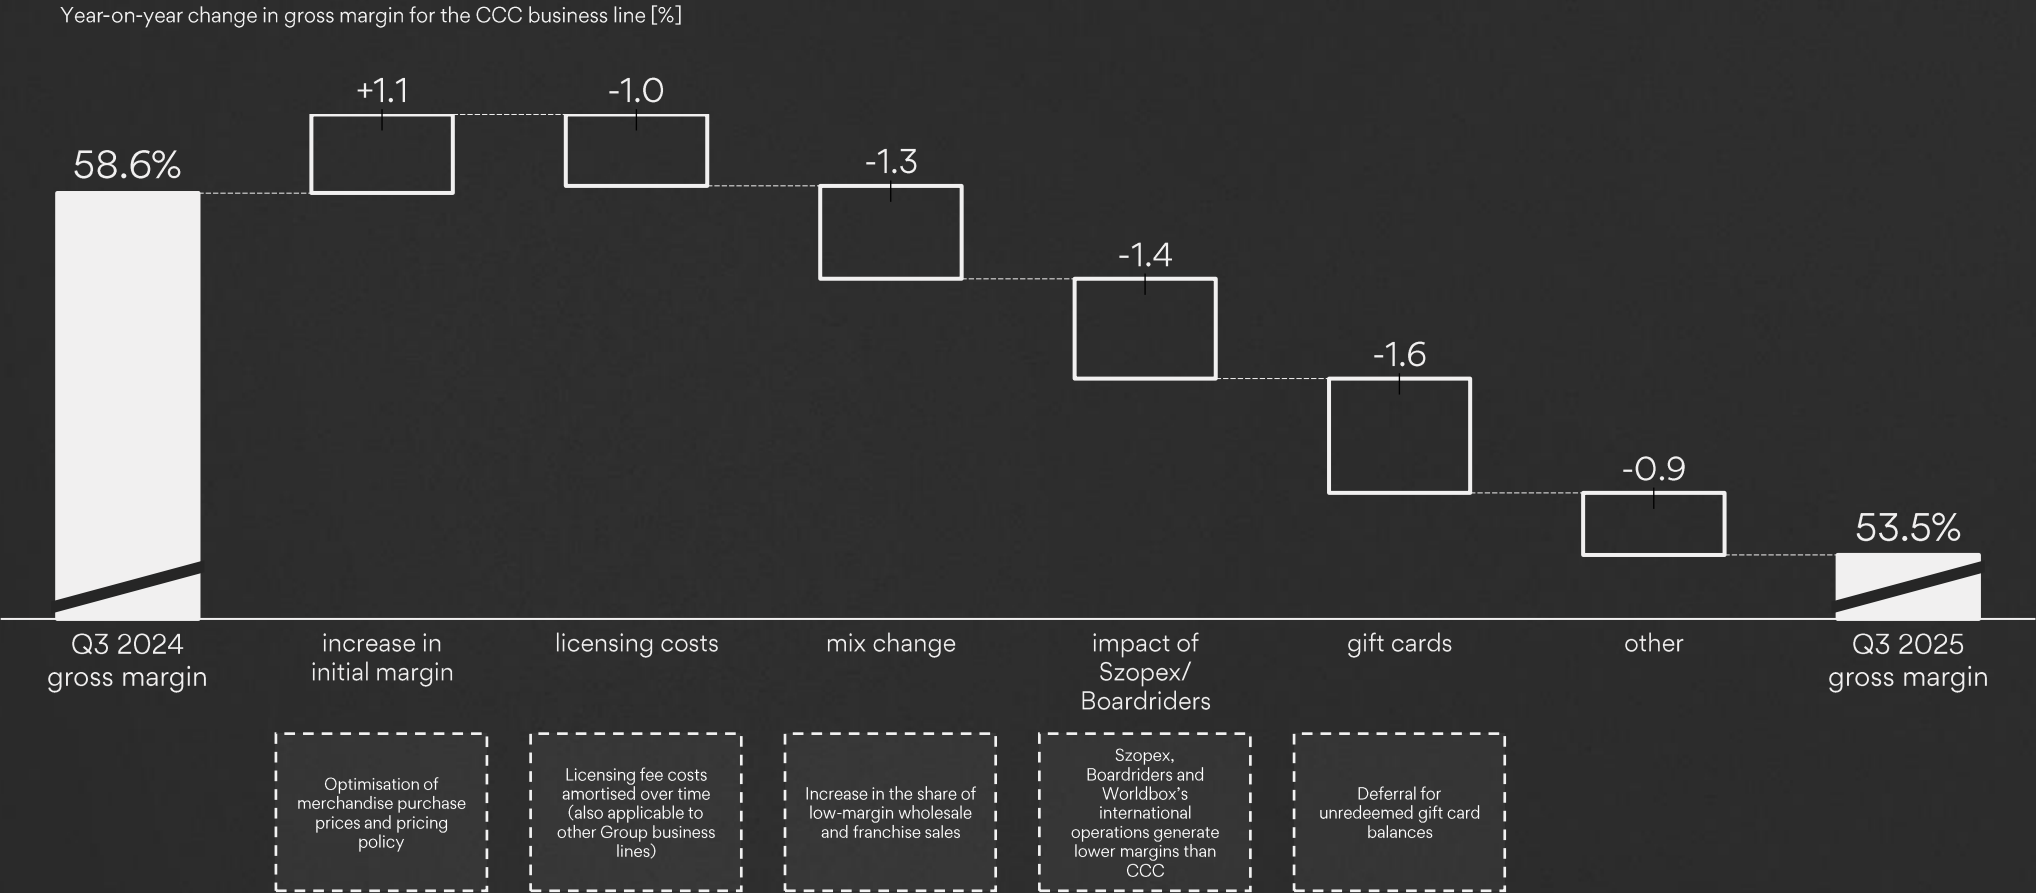 Year-on-year change in gross margin for the CCC business line [%]
58.6%
+1.1
-1.0
-1.3
-1.4
-1.6
-0.9
53.5%
Q3 2024
gross margin
increase in
initial margin
licensing costs
mix change
impact of
Szopex/
Boardriders
gift cards
other
Q3 2025
gross margin
Optimisation of
merchandise purchase
prices and pricing
policy
Licensing fee costs
amortised over time
(also applicable to
other Group business
lines)
Increase in the share of
low-margin wholesale
and franchise sales
Szopex,
Boardriders and
Worldbox's
international
operations generate
lower margins than
CCC
Deferral for
unredeemed gift card
balances